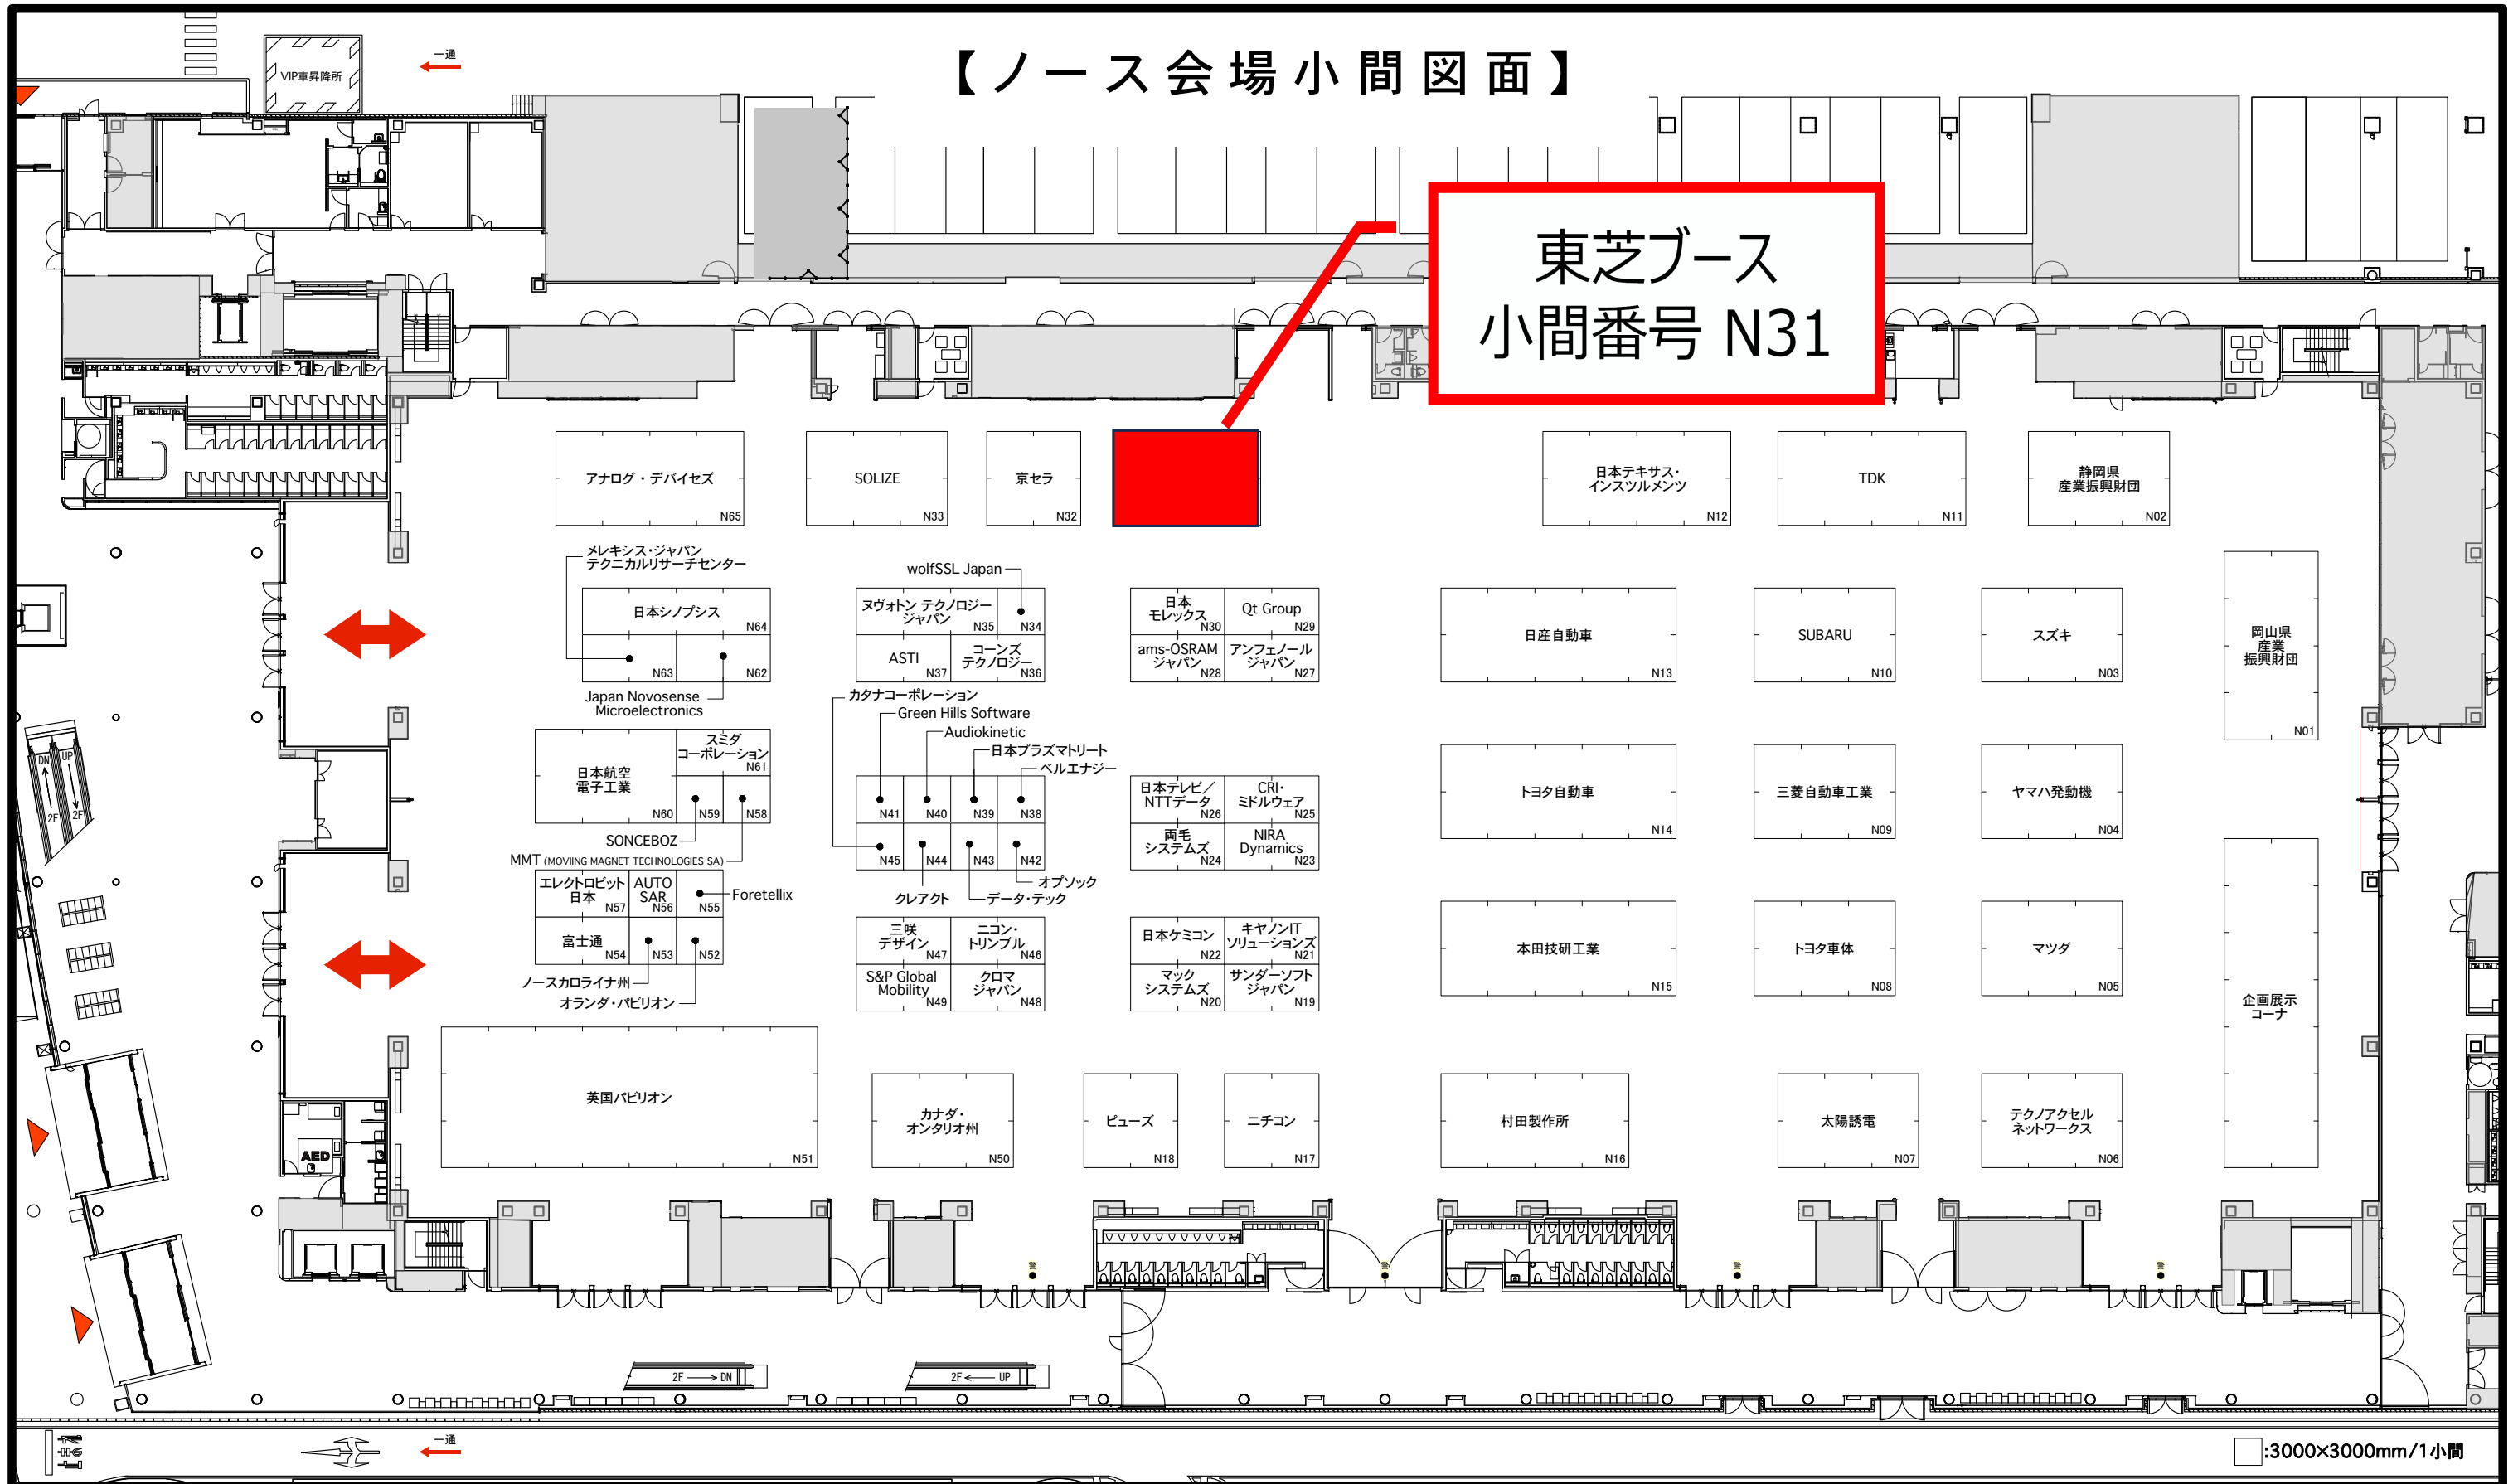 【ノース会場小間図面】
一通
VIP車昇降所
東芝ブース
小間番号 N31
アナログ・デバイセズ
N65
SOLIZE
N33
京セラ
N32
日本テキサス・
インスツルメンツ
N12
TDK
N11
静岡県
産業振興財団
N02
メレキシス・ジャパン
テクニカルリサーチセンター
日本シノプシス
N64
N63
N62
Japan Novosense
Microelectronics
wolfSSL Japan
ヌヴォトン テクノロジー
ジャパン
N35
N34
ASTI
N37
コーンズ
テクノロジー
N36
日本
モレックス
N30
Qt Group
N29
ams-OSRAM
ジャパン
N28
アンフェノール
ジャパン
N27
日産自動車
N13
SUBARU
N10
スズキ
N03
岡山県
産業
振興財団
N01
カタナコーポレーション
Green Hills Software
Audiokinetic
日本プラズマトリート
ベルエナジー
日本航空
電子工業
N60
スミダ
コーポレーション
N61
N59
N58
SONCEBOZ
MMT (MOVIING MAGNET TECHNOLOGIES SA)
N41
N40
N39
N38
N45
N44
N43
N42
オプソック
クレアクト
データ・テック
日本テレビ/
NTTデータ
N26
CRI・
ミドルウェア
N25
両毛
システムズ
N24
NIRA
Dynamics
N23
トヨタ自動車
N14
三菱自動車工業
N09
ヤマハ発動機
N04
エレクトロビット
日本
N57
AUTO
SAR
N56
N55
Foretellix
富士通
N54
N53
N52
ノースカロライナ州
オランダ・パビリオン
三咲
デザイン
N47
ニコン・
トリンブル
N46
S&P Global
Mobility
N49
クロマ
ジャパン
N48
日本ケミコン
N22
キヤノンIT
ソリューションズ
N21
マック
システムズ
N20
サンダーソフト
ジャパン
N19
本田技研工業
N15
トヨタ車体
N08
マツダ
N05
企画展示
コーナ
英国パビリオン
N51
カナダ・
オンタリオ州
N50
ピューズ
N18
ニチコン
N17
村田製作所
N16
太陽誘電
N07
テクノアクセル
ネットワークス
N06
DN
UP
2F
2F
AED
2F
DN
2F
UP
一通
:3000×3000mm/1小間